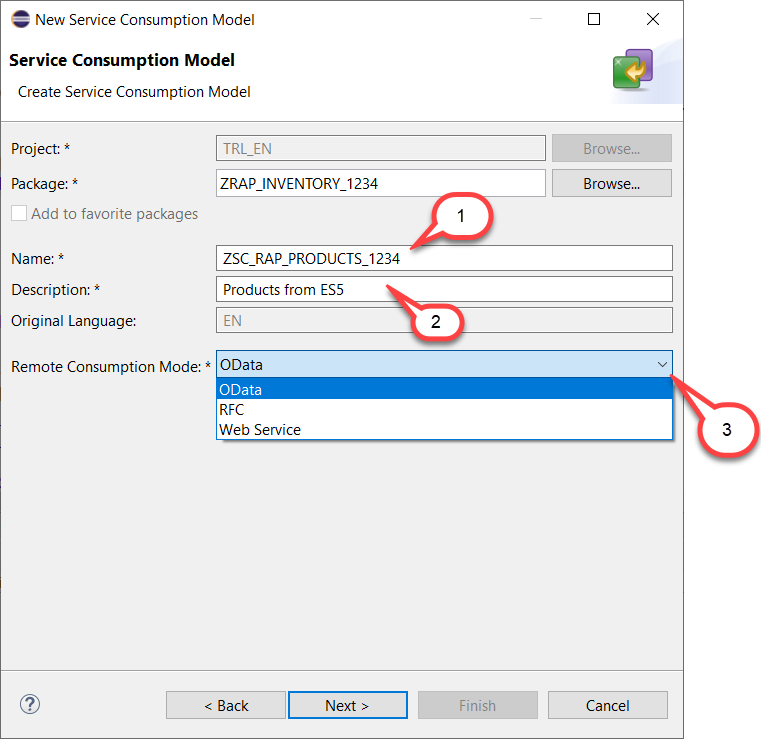 New Service Consumption Model
Service Consumption Model
Create Service Consumption Model
Project: * TRL_EN Browse...
Package: * ZRAP_INVENTORY_1234 Browse...
Add to favorite packages
1
Name: * ZSC_RAP_PRODUCTS_1234
Description: * Products from ES5
2
Original Language: EN
Remote Consumption Mode: * OData
OData
RFC
Web Service
3
? < Back Next > Finish Cancel